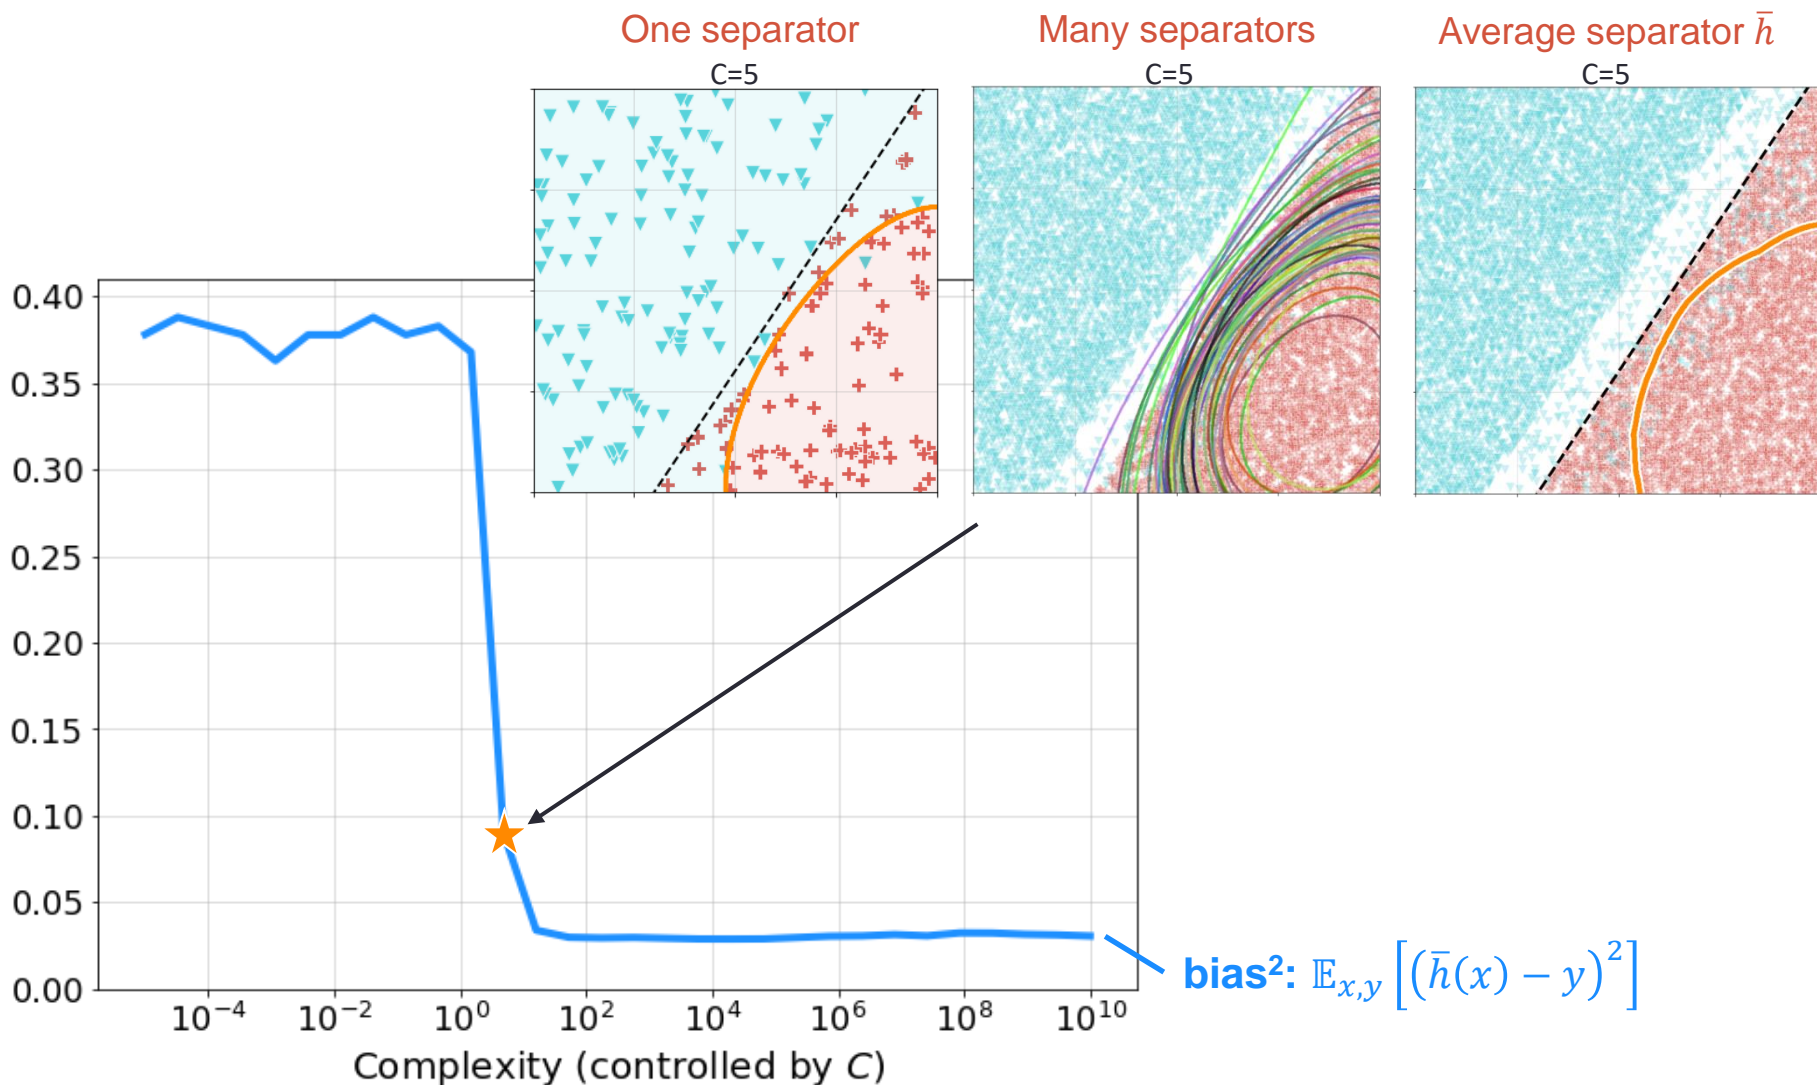 One separator
Many separators
Average separator h̄
C=5
C=5
C=5
0.40
0.35
0.30
0.25
0.20
0.15
0.10
0.05
0.00
10⁻⁴
10⁻²
10⁰
10²
10⁴
10⁶
10⁸
10¹⁰
Complexity (controlled by C)
bias²: 𝔼ₓ,ᵧ [(h̄(x) − y)²]